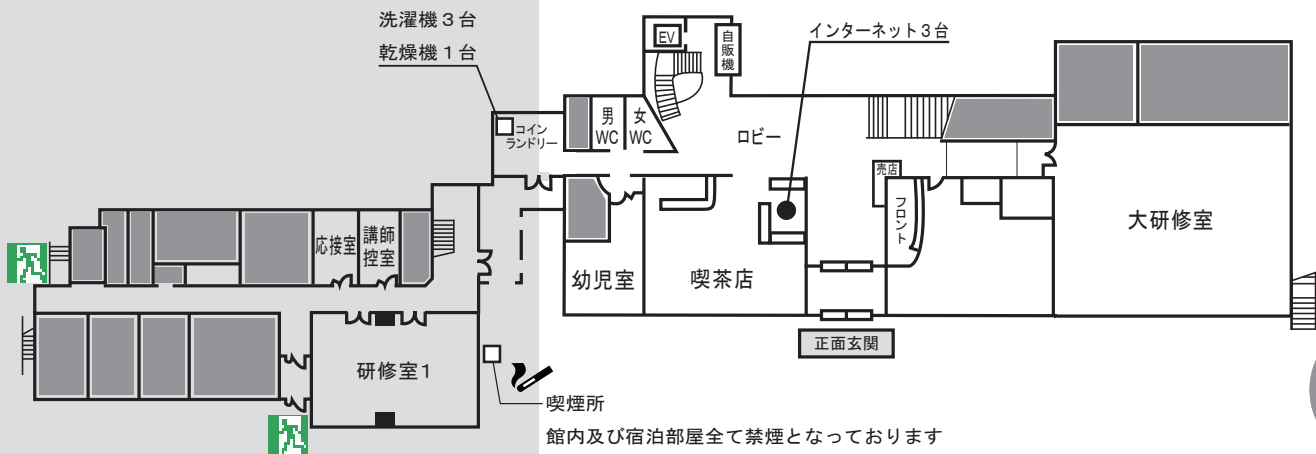 洗濯機３台
乾燥機１台
インターネット３台
EV
自販機
コイン
ランドリー
男
WC
女
WC
ロビー
売店
フロント
大研修室
応接室
講師
控室
幼児室
喫茶店
正面玄関
研修室1
喫煙所
館内及び宿泊部屋全て禁煙となっております